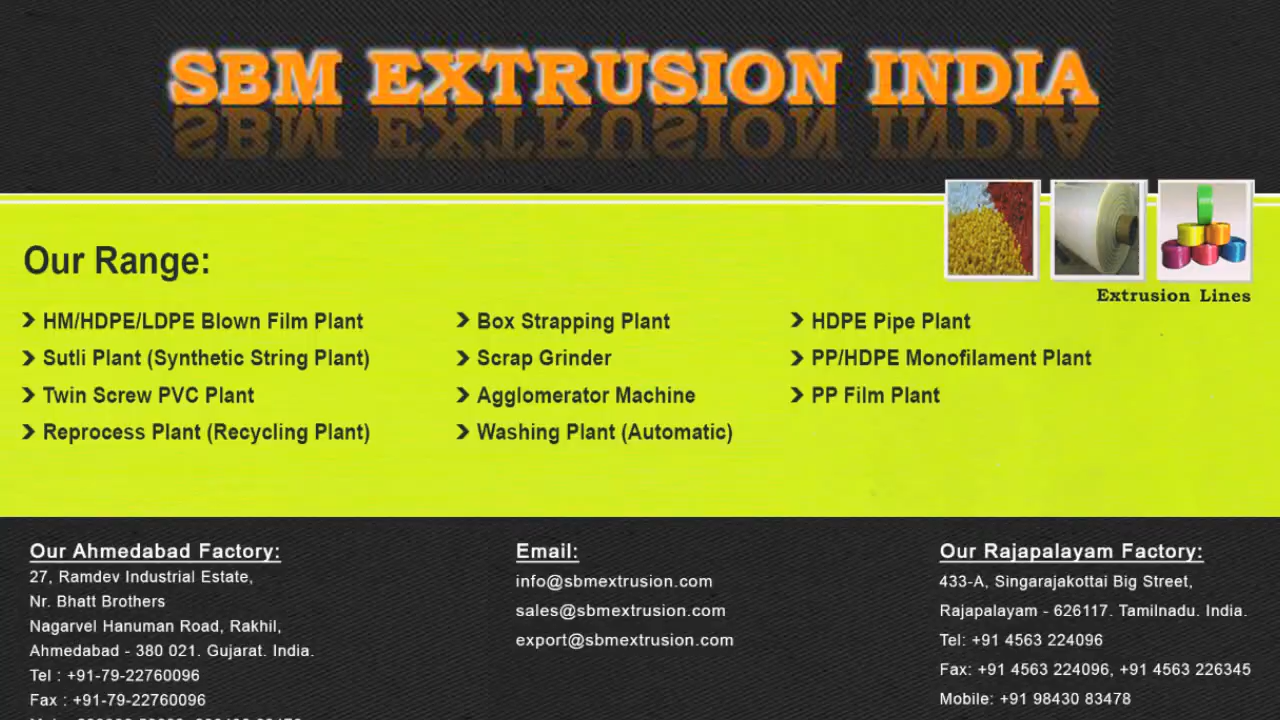 SBM EXTRUSION INDIA
Extrusion Lines
Our Range:
HM/HDPE/LDPE Blown Film Plant
Sutli Plant (Synthetic String Plant)
Twin Screw PVC Plant
Reprocess Plant (Recycling Plant)
Box Strapping Plant
Scrap Grinder
Agglomerator Machine
Washing Plant (Automatic)
HDPE Pipe Plant
PP/HDPE Monofilament Plant
PP Film Plant
Our Ahmedabad Factory:
27, Ramdev Industrial Estate,
Nr. Bhatt Brothers
Nagarvel Hanuman Road, Rakhil,
Ahmedabad - 380 021. Gujarat. India.
Tel : +91-79-22760096
Fax : +91-79-22760096
Email:
info@sbmextrusion.com
sales@sbmextrusion.com
export@sbmextrusion.com
Our Rajapalayam Factory:
433-A, Singarajakottai Big Street,
Rajapalayam - 626117. Tamilnadu. India.
Tel: +91 4563 224096
Fax: +91 4563 224096, +91 4563 226345
Mobile: +91 98430 83478